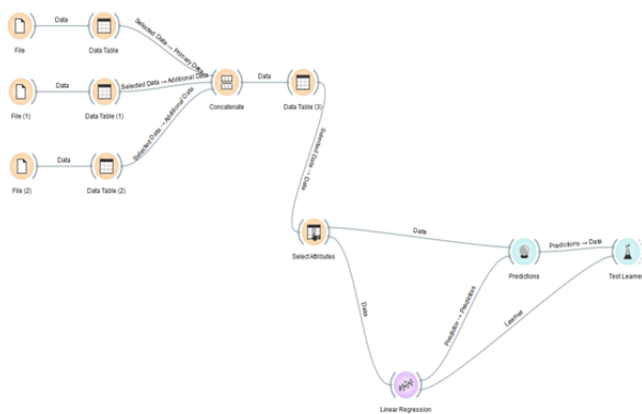 Data
File
Data Table
Selected Data → Primary Data
Data
File (1)
Data Table (1)
Selected Data → Additional Data
Concatenate
Data
Data Table (3)
Data
File (2)
Data Table (2)
Selected Data → Additional Data
Selected Data → Data
Select Attributes
Data
Data
Predictions
Predictions → Data
Test Learner
Predictor → Predictors
Learner
Linear Regression